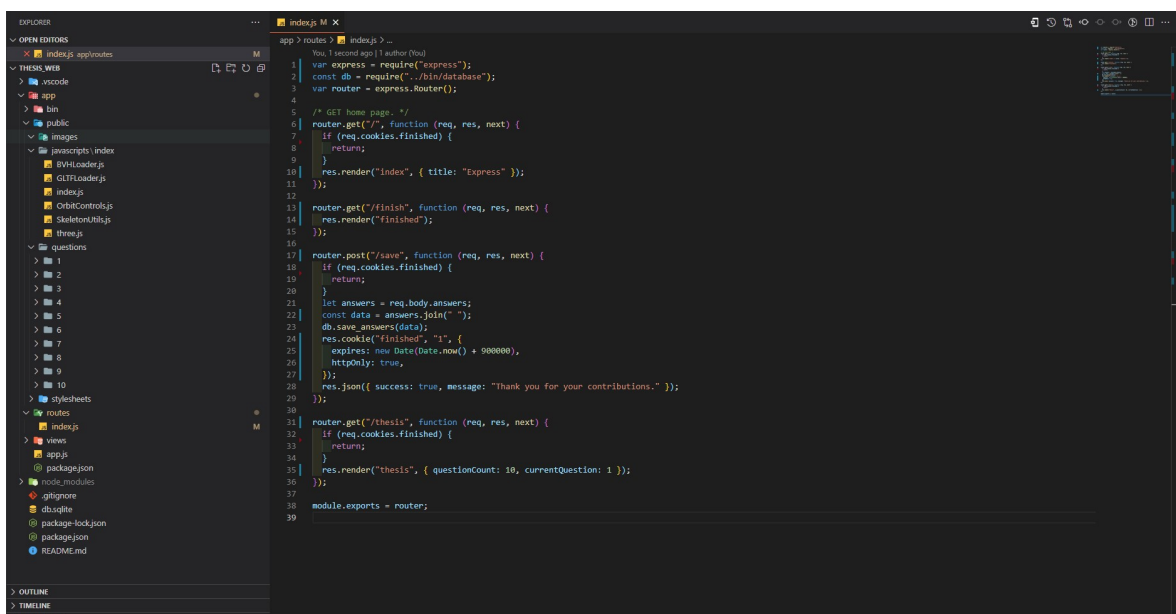 EXPLORER
...
OPEN EDITORS
index.js app\routes M
THESIS_WEB
.vscode
app
bin
public
images
javascripts \ index
BVHLoader.js
GLTFLoader.js
index.js
OrbitControls.js
SkeletonUtils.js
three.js
questions
1
2
3
4
5
6
7
8
9
10
stylesheets
routes
index.js M
views
app.js
package.json
node_modules
.gitignore
db.sqlite
package-lock.json
package.json
README.md
OUTLINE
TIMELINE
index.js M
app > routes > index.js > ...
You, 1 second ago | 1 author (You)
1 var express = require("express");
2 const db = require("../bin/database");
3 var router = express.Router();
4
5 /* GET home page. */
6 router.get("/", function (req, res, next) {
7 if (req.cookies.finished) {
8 return;
9 }
10 res.render("index", { title: "Express" });
11 });
12
13 router.get("/finish", function (req, res, next) {
14 res.render("finished");
15 });
16
17 router.post("/save", function (req, res, next) {
18 if (req.cookies.finished) {
19 return;
20 }
21 let answers = req.body.answers;
22 const data = answers.join(" ");
23 db.save_answers(data);
24 res.cookie("finished", "1", {
25 expires: new Date(Date.now() + 900000),
26 httpOnly: true,
27 });
28 res.json({ success: true, message: "Thank you for your contributions." });
29 });
30
31 router.get("/thesis", function (req, res, next) {
32 if (req.cookies.finished) {
33 return;
34 }
35 res.render("thesis", { questionCount: 10, currentQuestion: 1 });
36 });
37
38 module.exports = router;
39